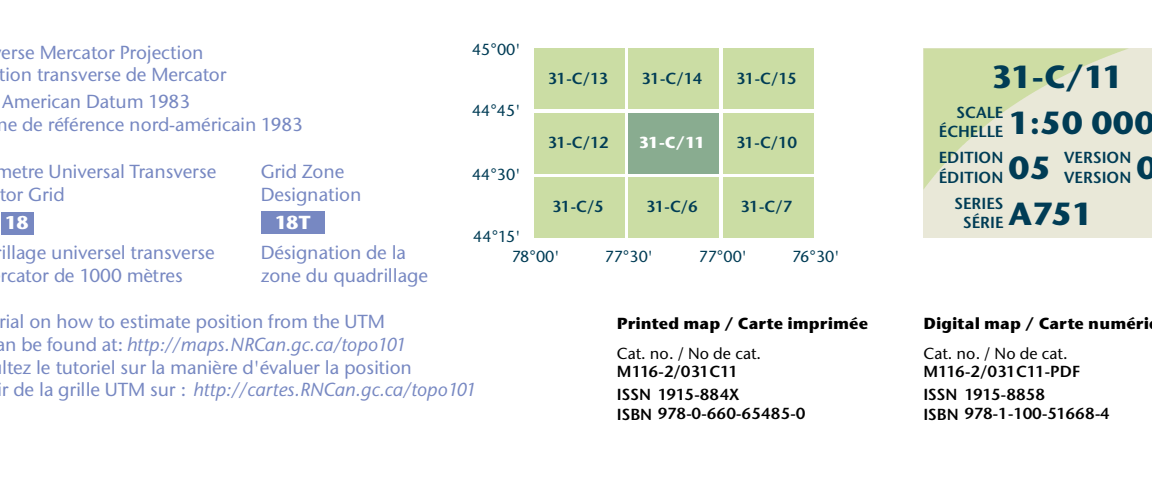 erse Mercator Projection
tion transverse de Mercator
American Datum 1983
me de référence nord-américain 1983
metre Universal Transverse
tor Grid
18
rillage universel transverse
ercator de 1000 mètres
Grid Zone
Designation
18T
Désignation de la
zone du quadrillage
rial on how to estimate position from the UTM
an be found at: http://maps.NRCan.gc.ca/topo101
ltez le tutoriel sur la manière d'évaluer la position
ir de la grille UTM sur : http://cartes.RNCan.gc.ca/topo101
45°00'
31-C/13 31-C/14 31-C/15
44°45'
31-C/12 31-C/11 31-C/10
44°30'
31-C/5 31-C/6 31-C/7
44°15'
78°00' 77°30' 77°00' 76°30'
31-C/11
SCALE
ÉCHELLE 1:50 000
EDITION
ÉDITION 05 VERSION
VERSION 0
SERIES
SÉRIE A751
Printed map / Carte imprimée
Cat. no. / No de cat.
M116-2/031C11
ISSN 1915-884X
ISBN 978-0-660-65485-0
Digital map / Carte numéri
Cat. no. / No de cat.
M116-2/031C11-PDF
ISSN 1915-8858
ISBN 978-1-100-51668-4